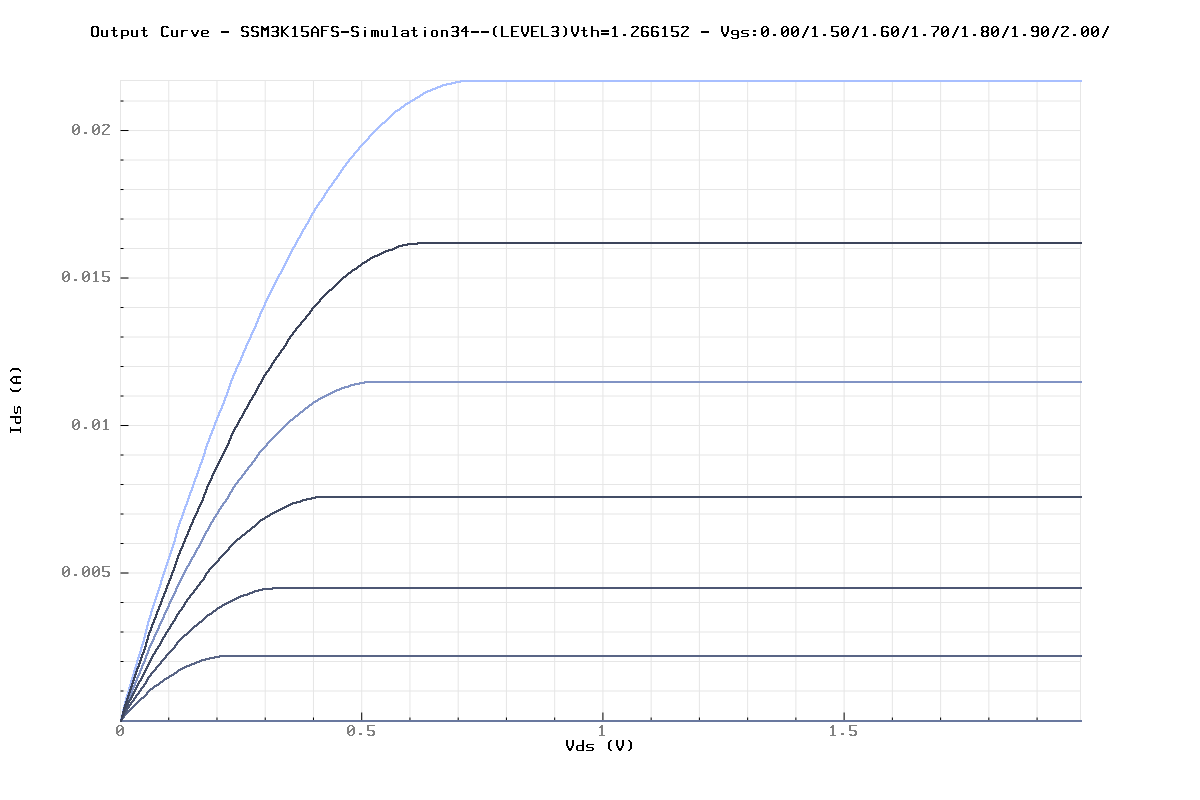 Output Curve - SSM3K15AFS-Simulation34--(LEVEL3)Vth=1.266152 - Vgs:0.00/1.50/1.60/1.70/1.80/1.90/2.00/
0.02
0.015
0.01
0.005
Ids (A)
0
0.5
1
1.5
Vds (V)